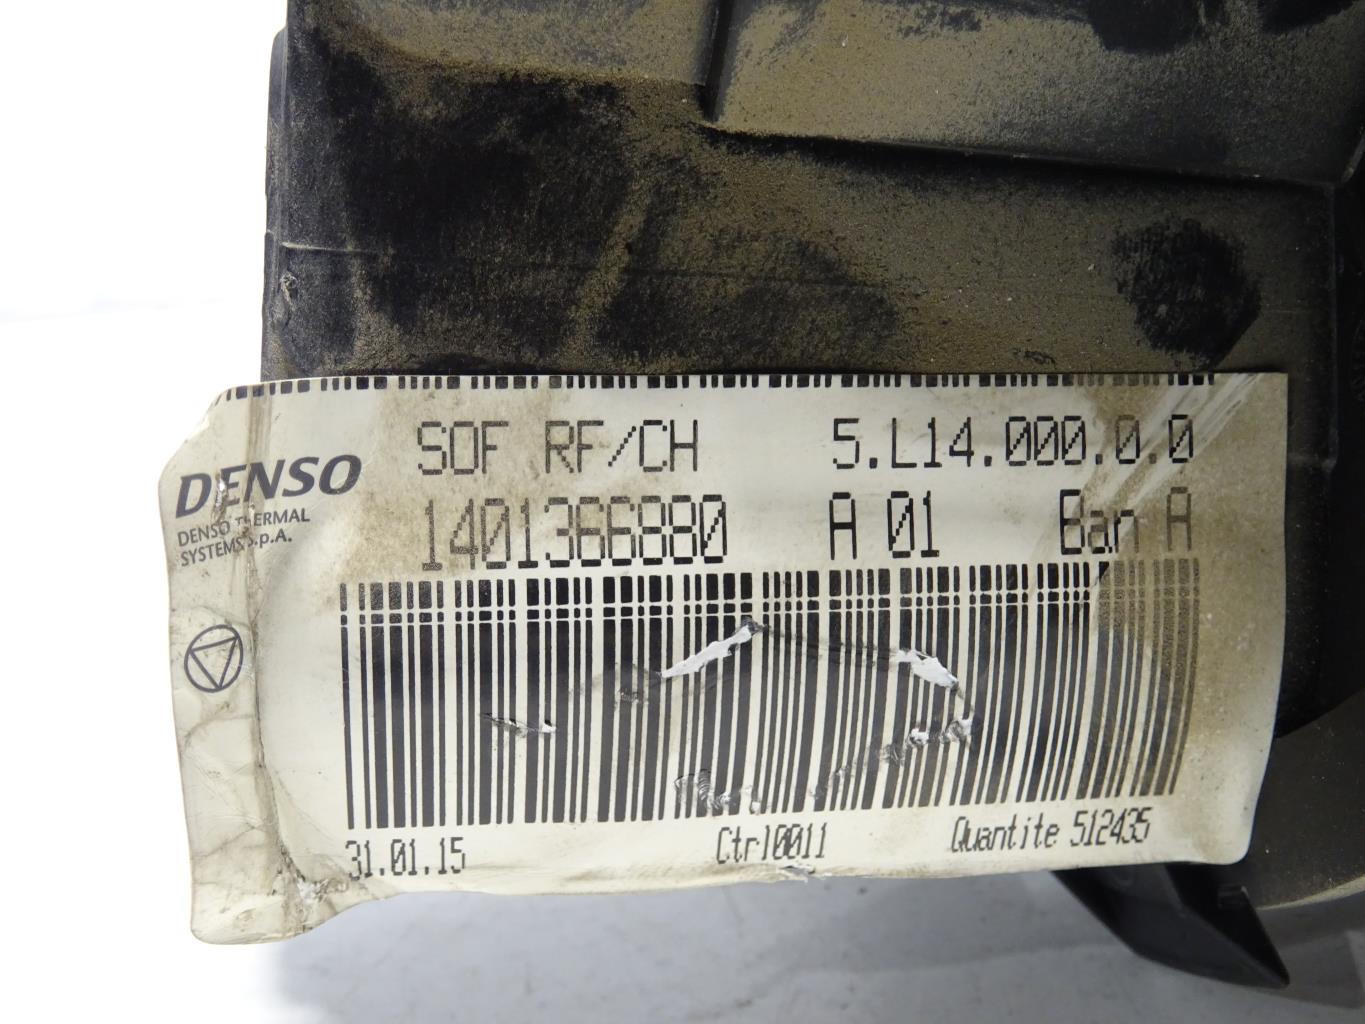 SOF RF/CH 5.L14.000.0.0
DENSO
DENSO THERMAL
SYSTEMS S.p.A.
1401366880 A 01 Ban A
31.01.15 Ctrl0011 Quantite 512435